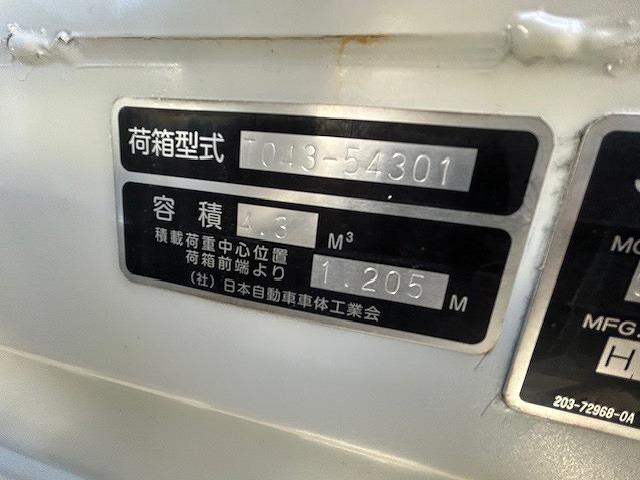 荷箱型式 T043-54301
容積 4.3 M³
積載荷重中心位置
荷箱前端より 1.205 M
(社)日本自動車車体工業会
MFG.
H
203-72968-0A